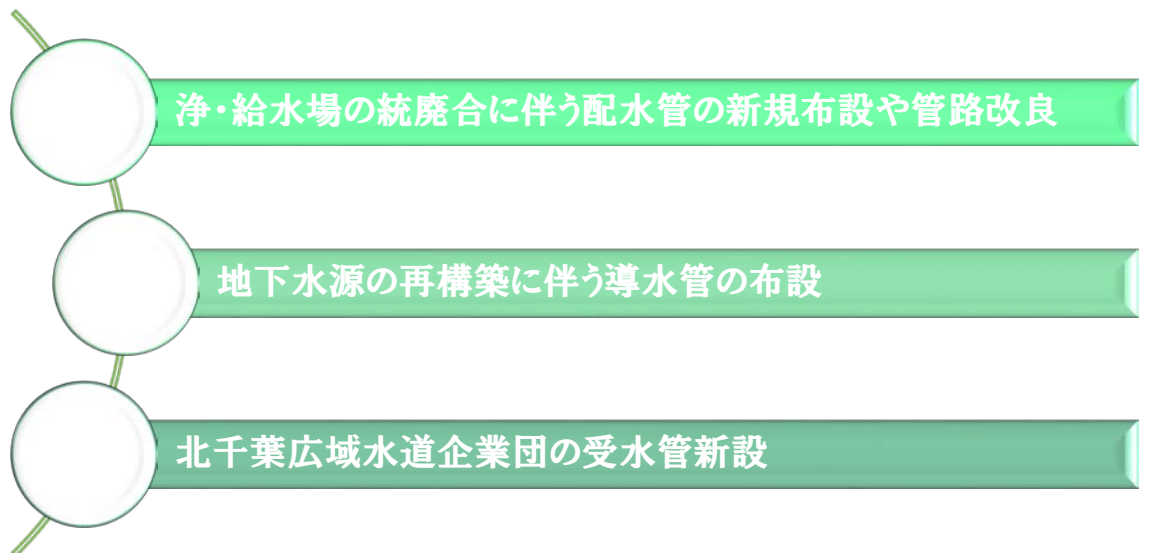 浄・給水場の統廃合に伴う配水管の新規布設や管路改良
地下水源の再構築に伴う導水管の布設
北千葉広域水道企業団の受水管新設